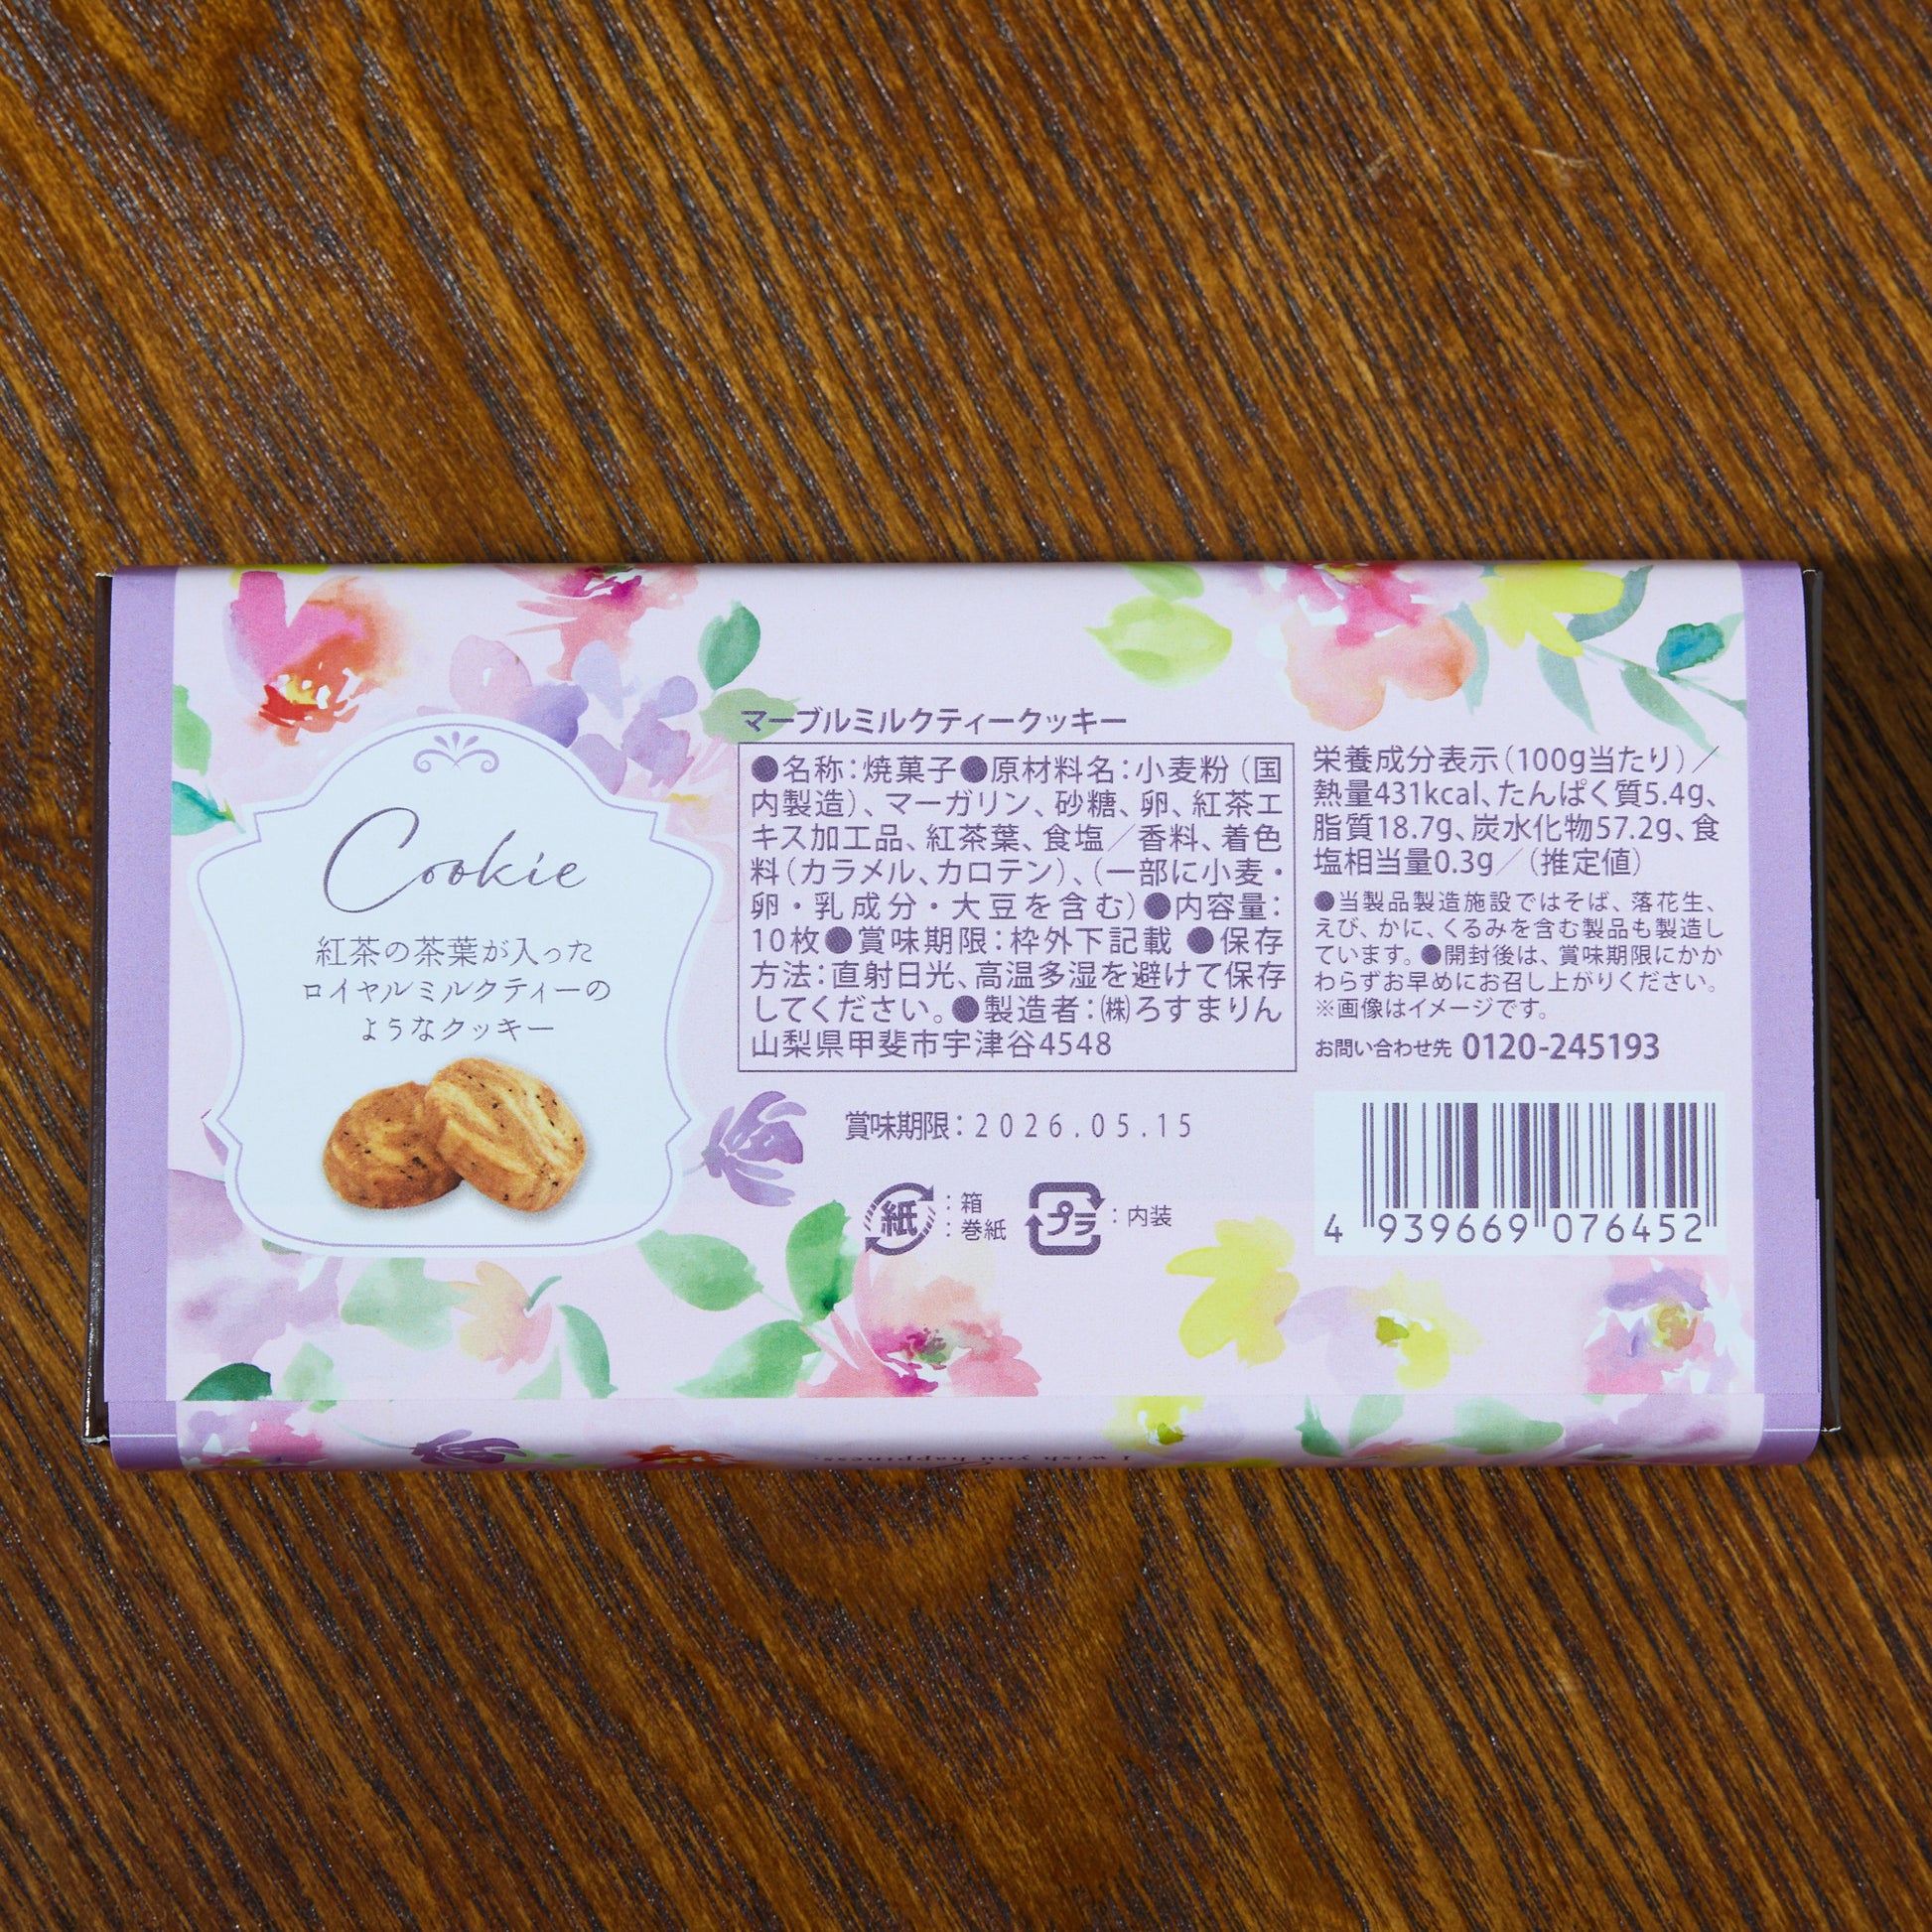 Cookie
紅茶の茶葉が入った
ロイヤルミルクティーの
ようなクッキー
マーブルミルクティークッキー
●名称：焼菓子●原材料名：小麦粉（国
内製造）、マーガリン、砂糖、卵、紅茶エ
キス加工品、紅茶葉、食塩／香料、着色
料（カラメル、カロテン）、（一部に小麦・
卵・乳成分・大豆を含む）●内容量：
10枚●賞味期限：枠外下記載 ●保存
方法：直射日光、高温多湿を避けて保存
してください。●製造者：㈱ろすまりん
山梨県甲斐市宇津谷4548
賞味期限：2026.05.15
紙：箱
：巻紙
プラ：内装
栄養成分表示（100g当たり）／
熱量431kcal、たんぱく質5.4g、
脂質18.7g、炭水化物57.2g、食
塩相当量0.3g／（推定値）
●当製品製造施設ではそば、落花生、
えび、かに、くるみを含む製品も製造し
ています。●開封後は、賞味期限にかか
わらずお早めにお召し上がりください。
※画像はイメージです。
お問い合わせ先 0120-245193
4 939669 076452
I wish you happiness.